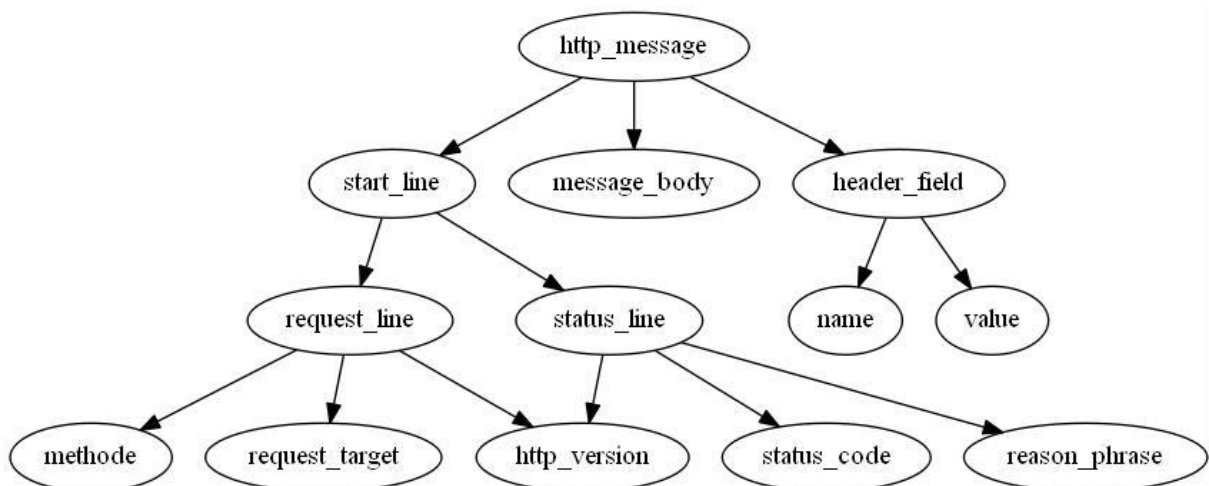 http_message
start_line
message_body
header_field
request_line
status_line
name
value
methode
request_target
http_version
status_code
reason_phrase